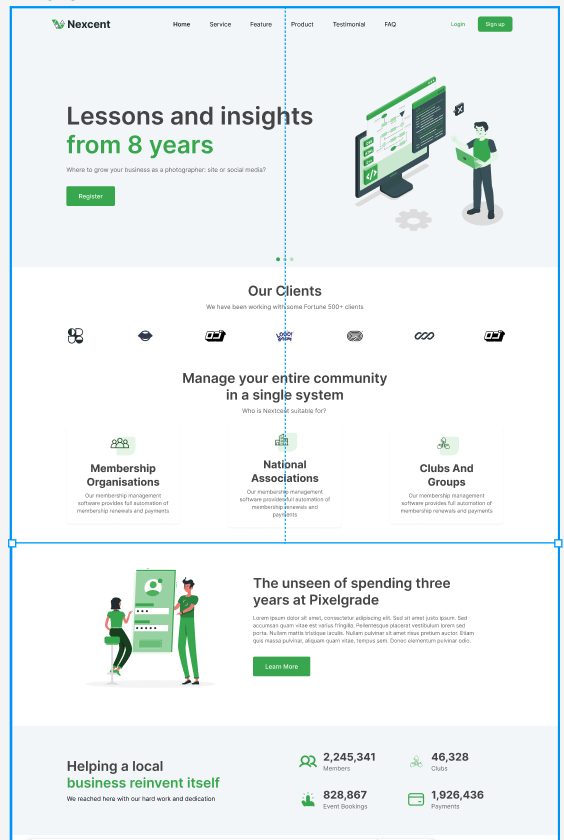 Nexcent
Home Service Feature Product Testimonial FAQ Login Sign up
Lessons and insights
from 8 years
Where to grow your business as a photographer: site or social media?
Register
Our Clients
We have been working with some Fortune 500+ clients
Manage your entire community
in a single system
Who is Nextcent suitable for?
Membership
Organisations
Our membership management
software provides full automation of
membership renewals and payments
National
Associations
Our membership management
software provides full automation of
membership renewals and
payments
Clubs And
Groups
Our membership management
software provides full automation of
membership renewals and payments
The unseen of spending three
years at Pixelgrade
Lorem ipsum dolor sit amet, consectetur adipiscing elit. Sed sit amet justo ipsum. Sed
accumsan quam vitae est varius fringilla. Pellentesque placerat vestibulum lorem sed
porta. Nullam mattis tristique iaculis. Nullam pulvinar sit amet risus pretium auctor. Etiam
quis massa pulvinar, aliquam quam vitae, tempus sem. Donec elementum pulvinar odio.
Learn More
Helping a local
business reinvent itself
We reached here with our hard work and dedication
2,245,341
Members
46,328
Clubs
828,867
Event Bookings
1,926,436
Payments